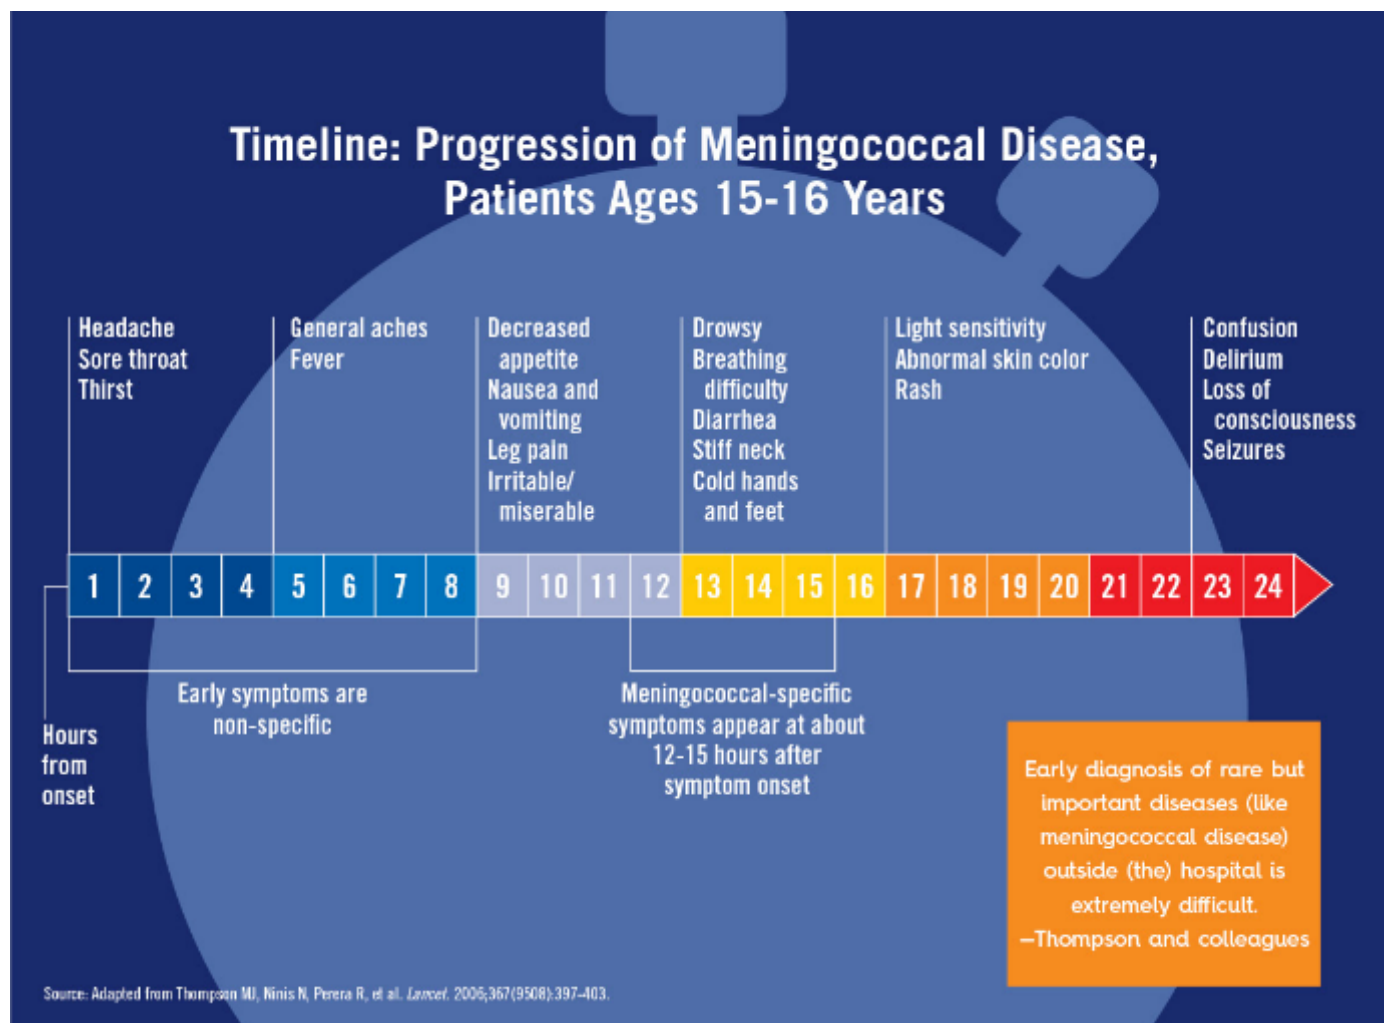 Timeline: Progression of Meningococcal Disease,
Patients Ages 15-16 Years
Headache
Sore throat
Thirst
General aches
Fever
Decreased
appetite
Nausea and
vomiting
Leg pain
Irritable/
miserable
Drowsy
Breathing
difficulty
Diarrhea
Stiff neck
Cold hands
and feet
Light sensitivity
Abnormal skin color
Rash
Confusion
Delirium
Loss of
consciousness
Seizures
1 2 3 4 5 6 7 8 9 10 11 12 13 14 15 16 17 18 19 20 21 22 23 24
Hours
from
onset
Early symptoms are
non-specific
Meningococcal-specific
symptoms appear at about
12-15 hours after
symptom onset
Early diagnosis of rare but
important diseases (like
meningococcal disease)
outside (the) hospital is
extremely difficult.
—Thompson and colleagues
Source: Adapted from Thompson MJ, Ninis N, Perera R, et al. Lancet. 2006;367(9508):397–403.